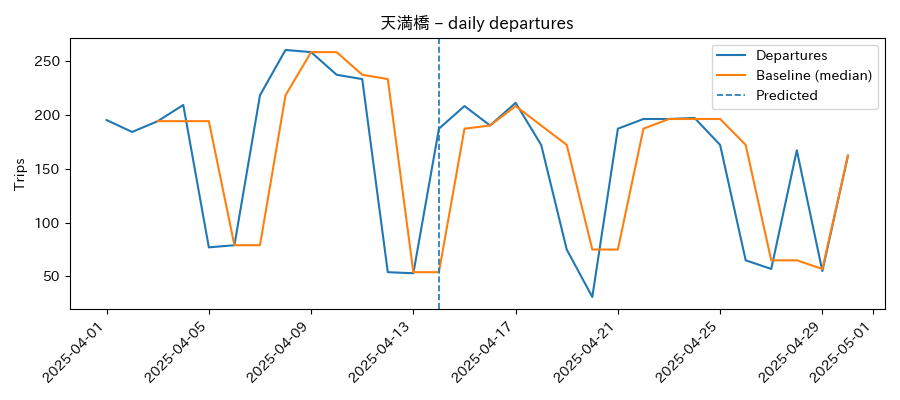 天満橋 – daily departures
Trips
250
200
150
100
50
Departures
Baseline (median)
Predicted
2025-04-01
2025-04-05
2025-04-09
2025-04-13
2025-04-17
2025-04-21
2025-04-25
2025-04-29
2025-05-01